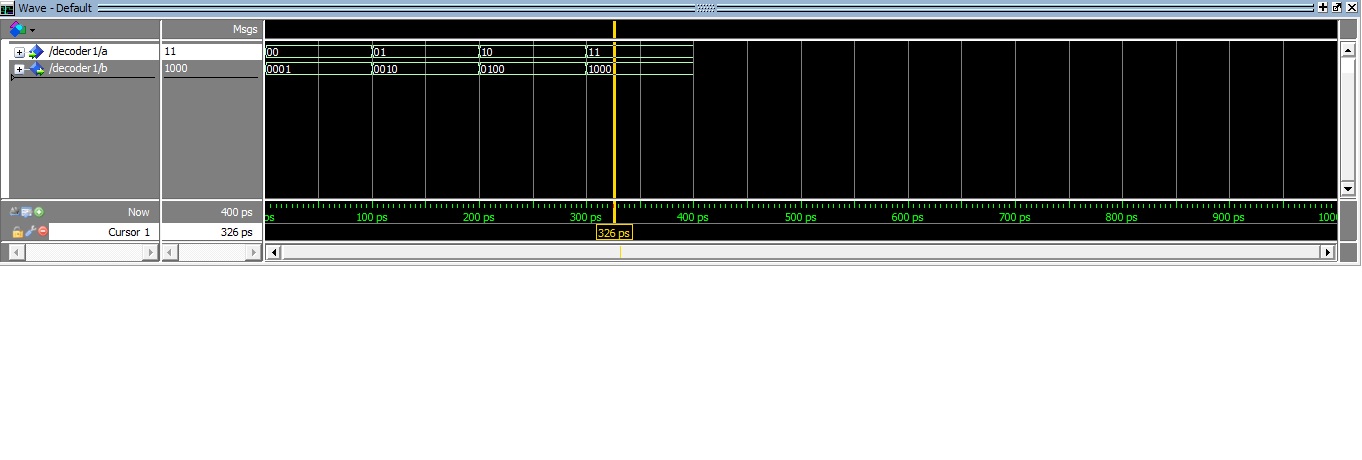 Wave - Default
Msgs
/decoder1/a 11 00 01 10 11
/decoder1/b 1000 0001 0010 0100 1000
Now 400 ps ps 100 ps 200 ps 300 ps 400 ps 500 ps 600 ps 700 ps 800 ps 900 ps 1000
Cursor 1 326 ps 326 ps